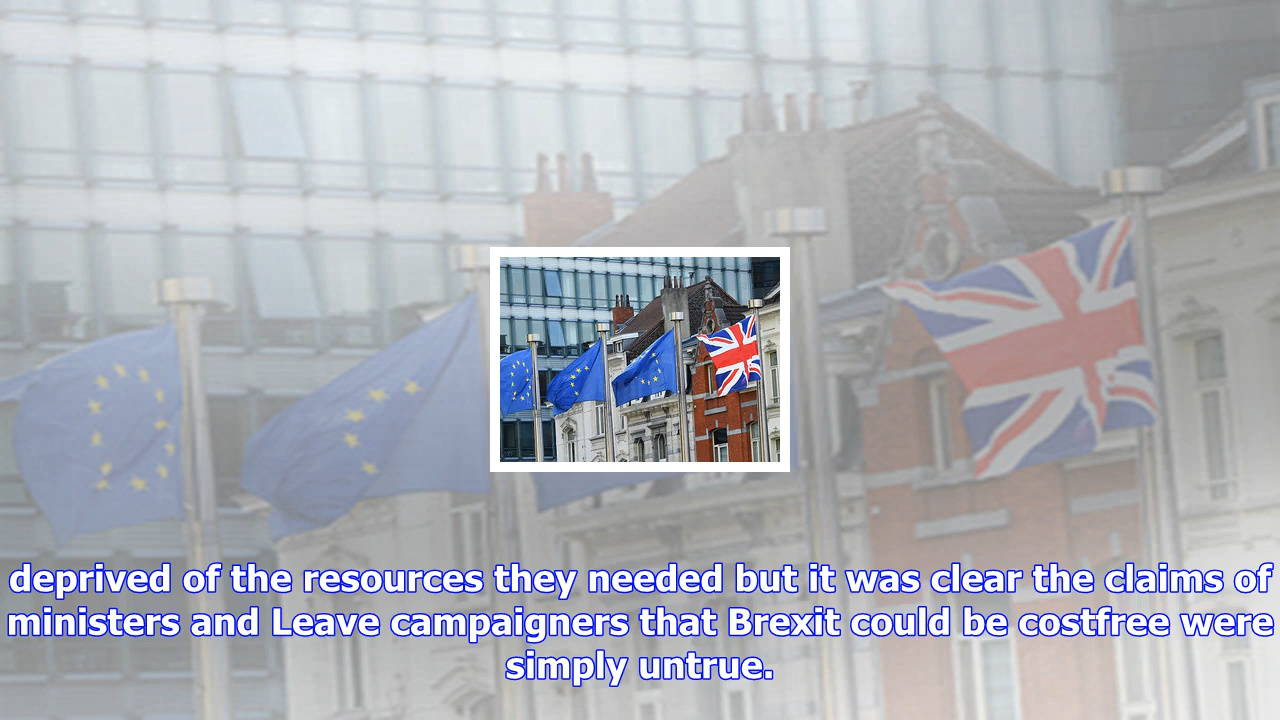 deprived of the resources they needed but it was clear the claims of
ministers and Leave campaigners that Brexit could be costfree were
simply untrue.